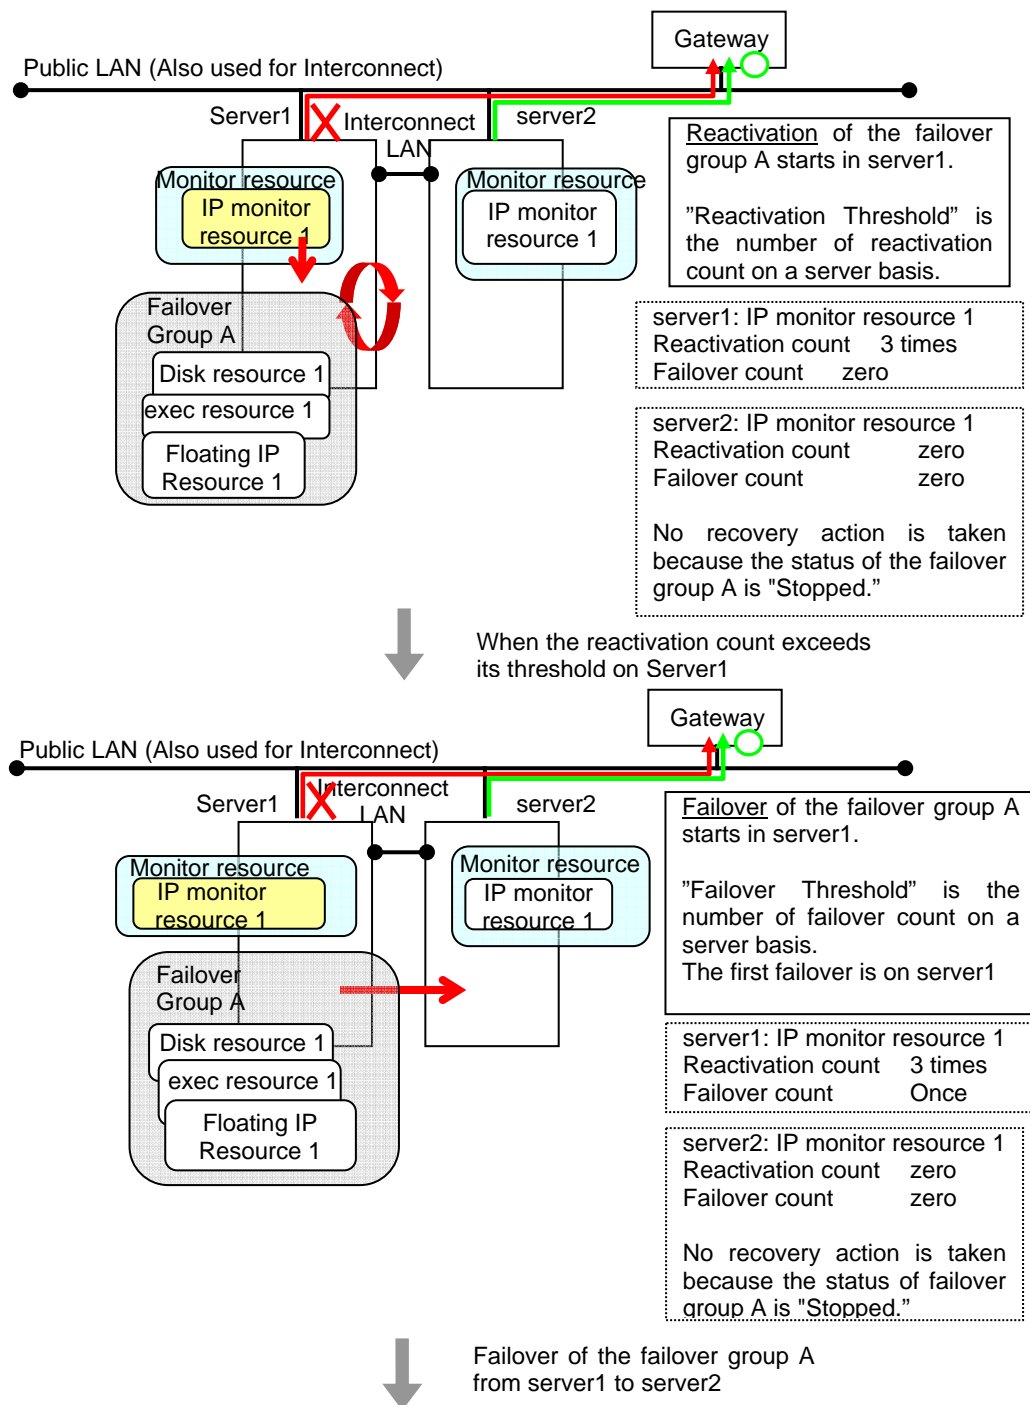 Gateway
Public LAN (Also used for Interconnect)
Server1
Interconnect
LAN
server2
Monitor resource
IP monitor
resource 1
Monitor resource
IP monitor
resource 1
Failover
Group A
Disk resource 1
exec resource 1
Floating IP
Resource 1
Reactivation of the failover
group A starts in server1.
”Reactivation Threshold” is
the number of reactivation
count on a server basis.
server1: IP monitor resource 1
Reactivation count 3 times
Failover count zero
server2: IP monitor resource 1
Reactivation count zero
Failover count zero
No recovery action is taken
because the status of the failover
group A is "Stopped.”
When the reactivation count exceeds
its threshold on Server1
Gateway
Public LAN (Also used for Interconnect)
Server1
Interconnect
LAN
server2
Monitor resource
IP monitor
resource 1
Monitor resource
IP monitor
resource 1
Failover
Group A
Disk resource 1
exec resource 1
Floating IP
Resource 1
Failover of the failover group A
starts in server1.
”Failover Threshold” is the
number of failover count on a
server basis.
The first failover is on server1
server1: IP monitor resource 1
Reactivation count 3 times
Failover count Once
server2: IP monitor resource 1
Reactivation count zero
Failover count zero
No recovery action is taken
because the status of failover
group A is "Stopped.”
Failover of the failover group A
from server1 to server2